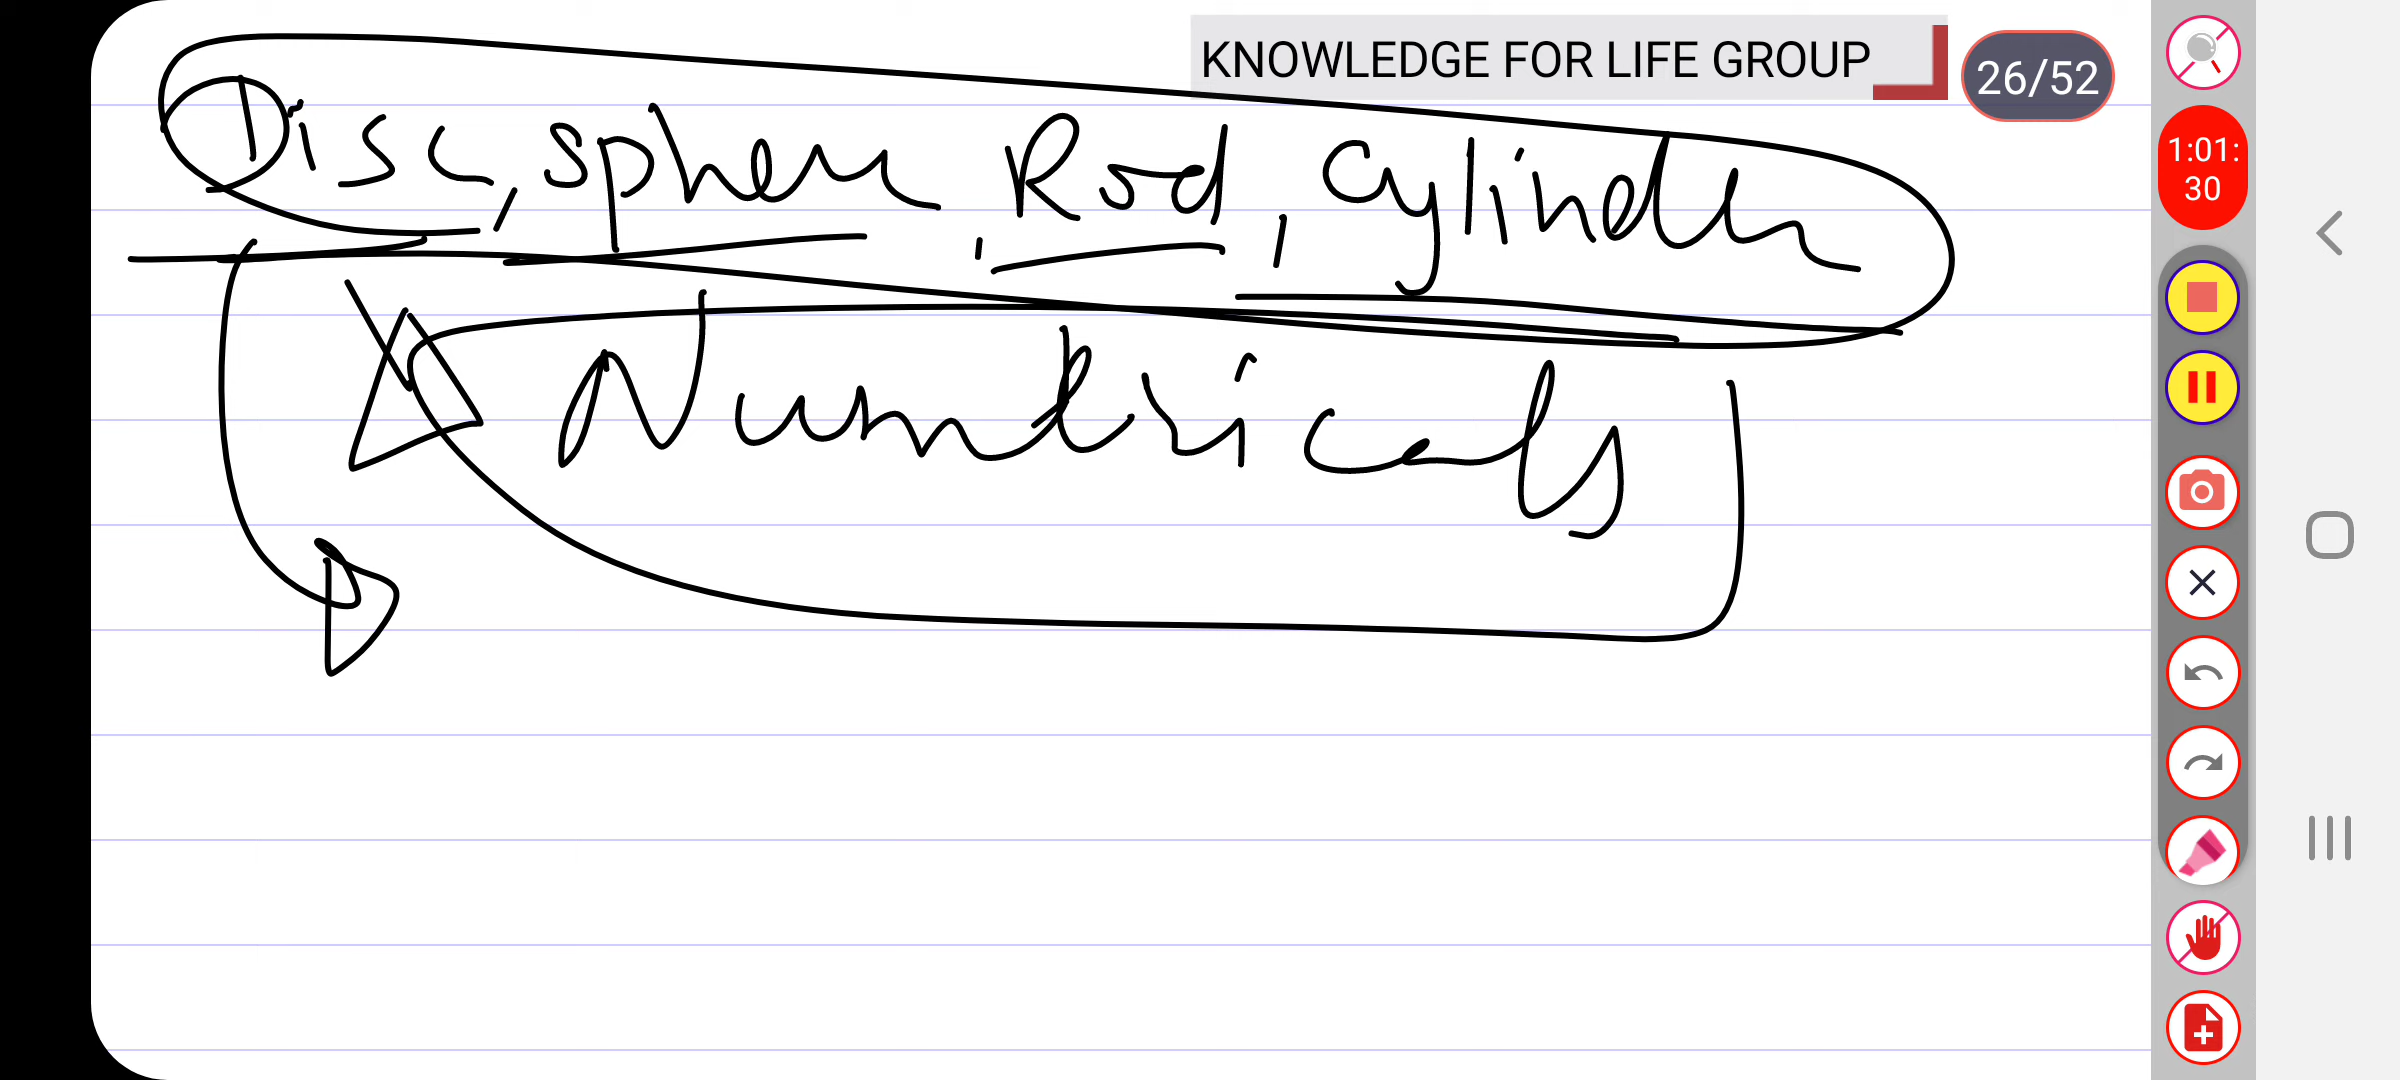 KNOWLEDGE FOR LIFE GROUP
26/52
1:01:
30
Disc, Sphere, Rod, Cylinder
Numericals